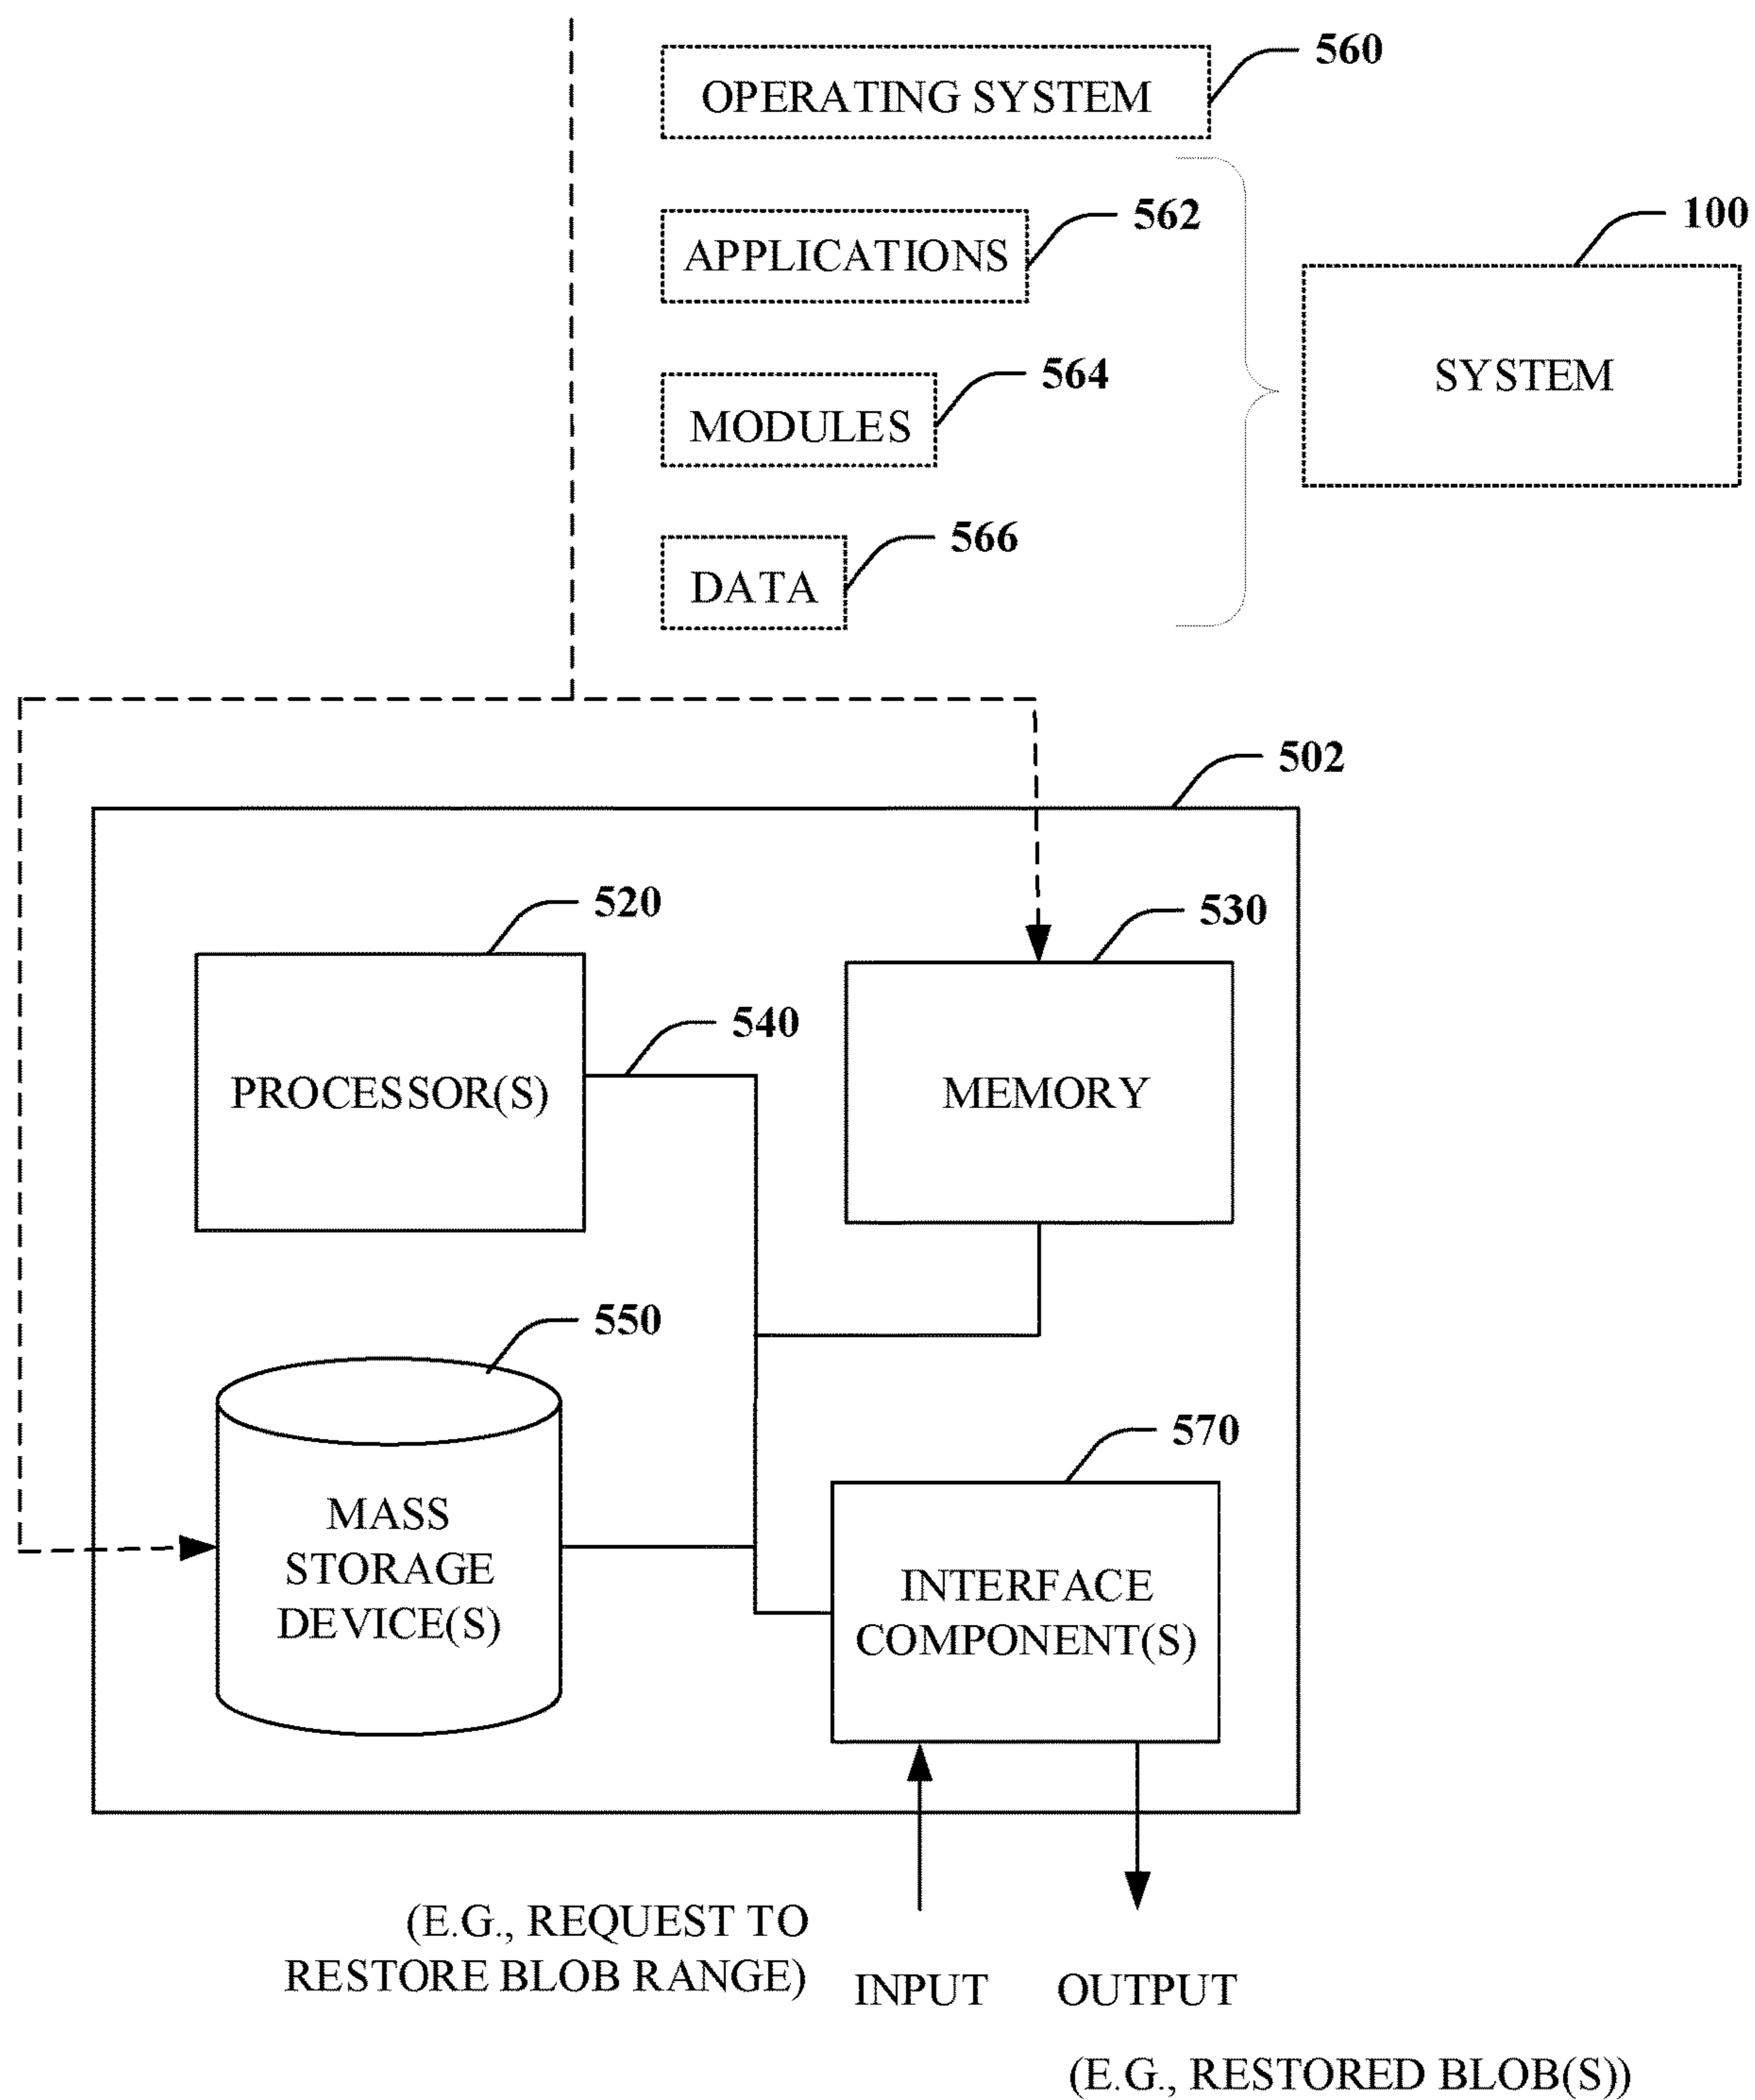 560
OPERATING SYSTEM
562
APPLICATIONS
100
SYSTEM
564
MODULES
566
DATA
502
520
PROCESSOR(S)
530
MEMORY
540
550
MASS
STORAGE
DEVICE(S)
570
INTERFACE
COMPONENT(S)
(E.G., REQUEST TO
RESTORE BLOB RANGE)
INPUT
OUTPUT
(E.G., RESTORED BLOB(S))